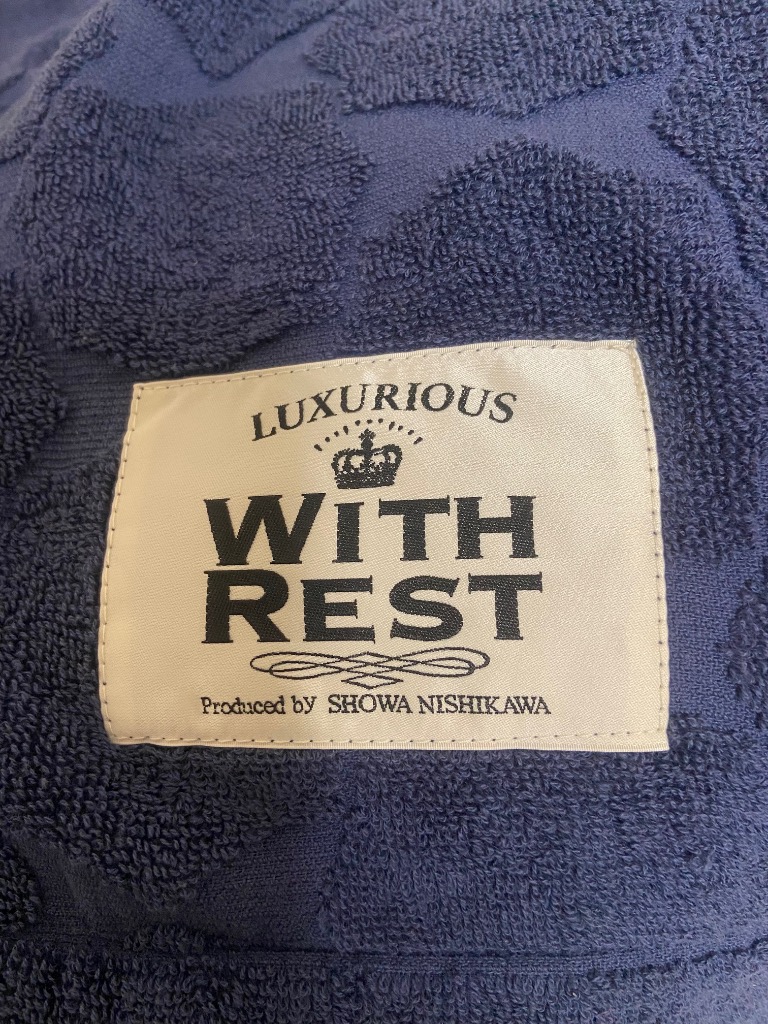 LUXURIOUS
WITH
REST
Produced by SHOWA NISHIKAWA